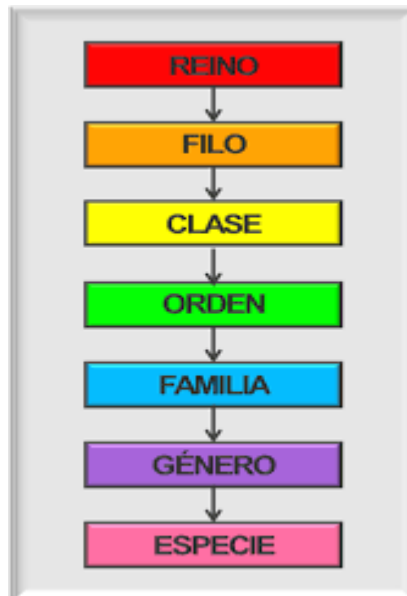 REINO
FILO
CLASE
ORDEN
FAMILIA
GÉNERO
ESPECIE